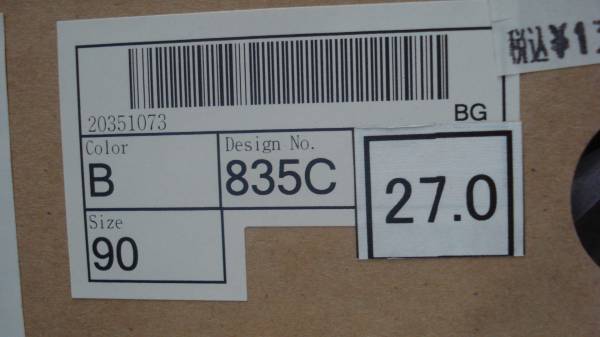 税込¥1
20351073
BG
Color
B
Design No.
835C
27.0
Size
90